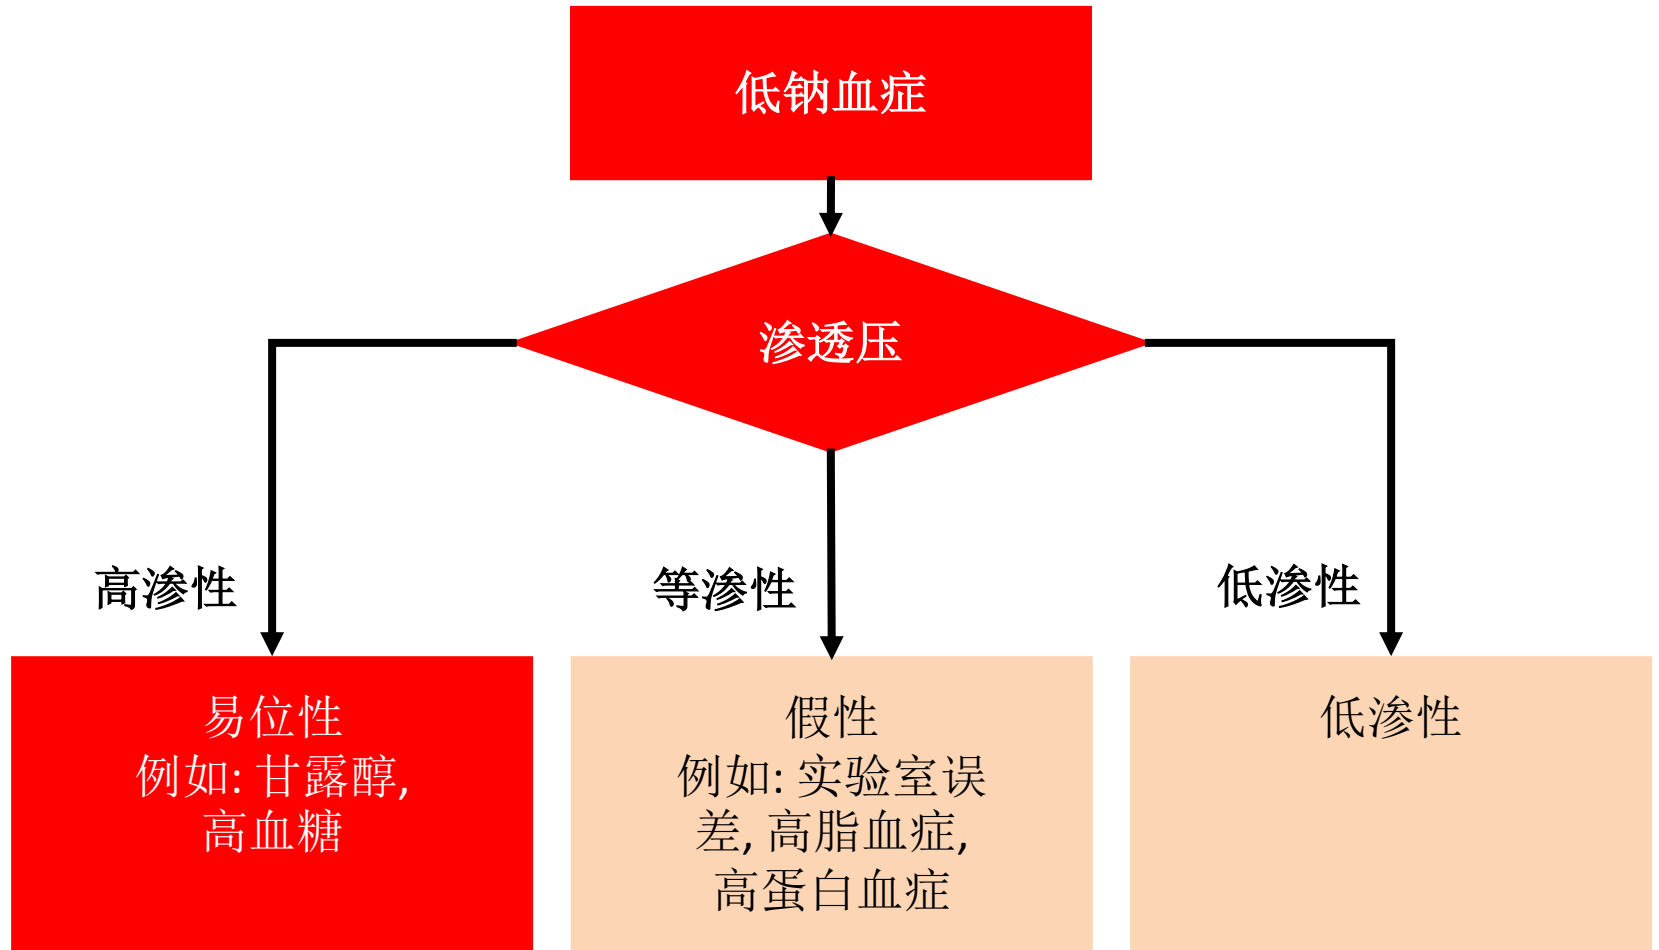 低钠血症
渗透压
高渗性
等渗性
低渗性
易位性
例如: 甘露醇,
高血糖
假性
例如: 实验室误
差, 高脂血症,
高蛋白血症
低渗性